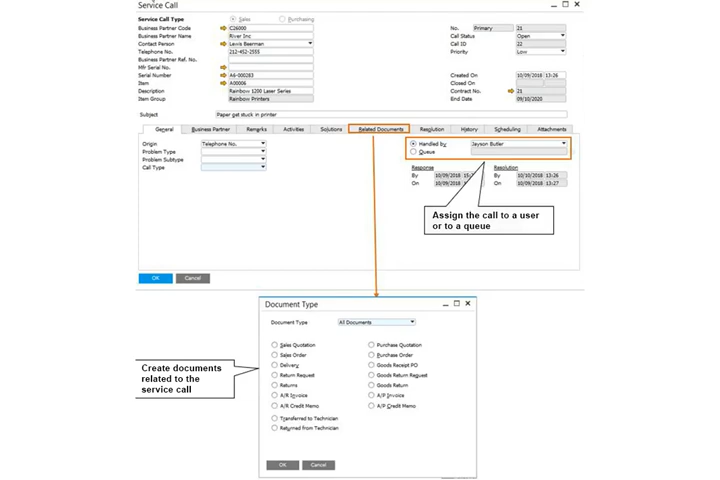 Service Call
Service Call Type Sales Purchasing
Business Partner Code C26000 No. Primary 21
Business Partner Name River Inc Call Status Open
Contact Person Lewis Beerman Call ID 22
Telephone No. 212-452-2555 Priority Low
Business Partner Ref. No.
Mfr Serial No.
Serial Number A6-000283 Created On 10/09/2018 13:26
Item A00006 Closed On
Description Rainbow 1200 Laser Series Contract No. 21
Item Group Rainbow Printers End Date 09/10/2020
Subject Paper get stuck in printer
General Business Partner Remarks Activities Solutions Related Documents Resolution History Scheduling Attachments
Origin Telephone No. Handled by Jayson Butler
Problem Type Queue
Problem Subtype
Call Type
Response Resolution
By 10/09/2018 By 10/10/2018 13:26
On 10/09/2018 On 10/10/2018 13:27
Assign the call to a user
or to a queue
OK Cancel
Document Type
Document Type All Documents
Sales Quotation Purchase Quotation
Sales Order Purchase Order
Delivery Goods Receipt PO
Return Request Goods Return Request
Returns Goods Return
A/R Invoice A/P Invoice
A/R Credit Memo A/P Credit Memo
Transferred to Technician
Returned from Technician
Create documents
related to the
service call
OK Cancel